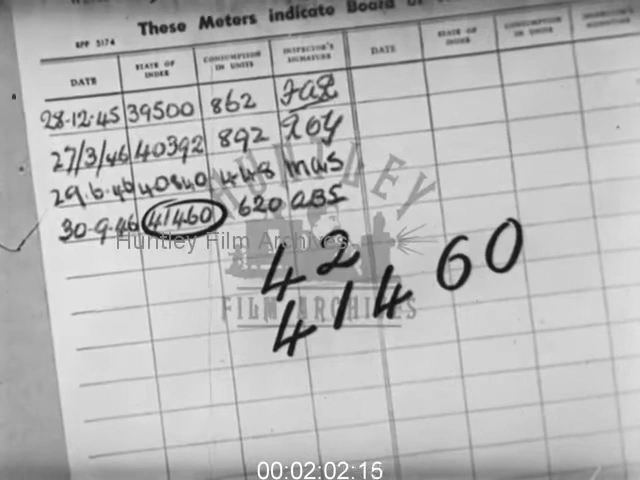 These Meters indicate Board
RPP 5174
DATE STATE OF INDEX CONSUMPTION IN UNITS INSPECTOR'S SIGNATURE DATE STATE OF INDEX CONSUMPTION IN UNITS INSPECTOR'S SIGNATURE
28.12.45 39500 862
27/3/46 40392 892
29.6.46 40840 448 mws
30.9.46 41460 620 ABS
42
41460
HUNTLEY
FILM ARCHIVES
Huntley Film Archives
00:02:02:15